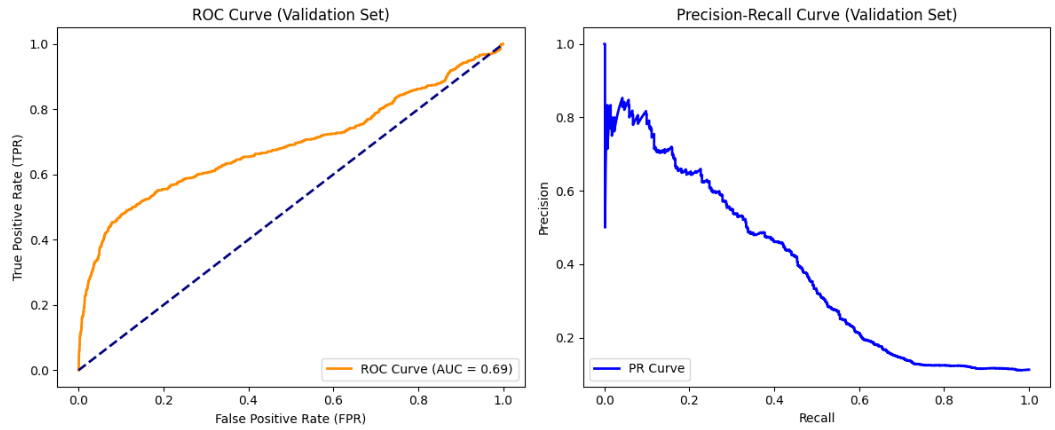 ROC Curve (Validation Set)
1.0
0.8
0.6
0.4
0.2
0.0
True Positive Rate (TPR)
0.0 0.2 0.4 0.6 0.8 1.0
False Positive Rate (FPR)
ROC Curve (AUC = 0.69)
Precision-Recall Curve (Validation Set)
1.0
0.8
0.6
0.4
0.2
Precision
0.0 0.2 0.4 0.6 0.8 1.0
Recall
PR Curve